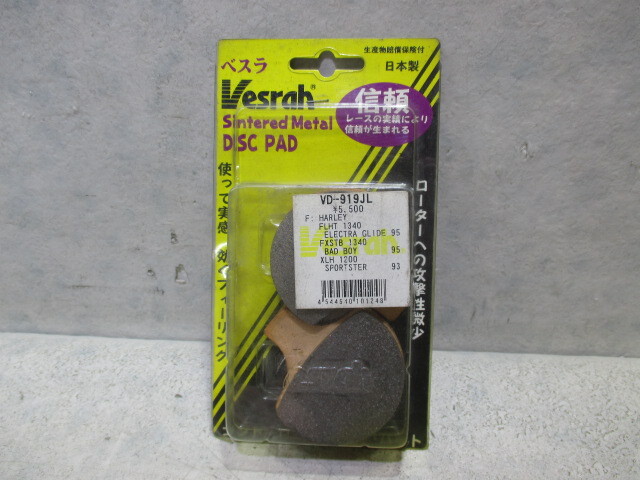 生産物賠償保険付
日本製
ベスラ
Vesrah®
Sintered Metal
DISC PAD
信頼
レースの実績により
信頼が生まれる
使って実感
効くフィーリング
VD-919JL
¥5,500
F: HARLEY
FLHT 1340
ELECTRA GLIDE 95
FXSTB 1340
BAD BOY 95
XLH 1200
SPORTSTER 93
4544610101248
ローターへの攻撃性微少